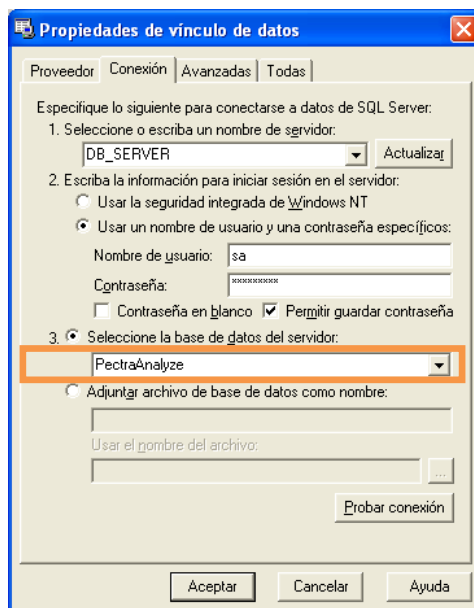 Propiedades de vínculo de datos
Proveedor Conexión Avanzadas Todas
Especifique lo siguiente para conectarse a datos de SQL Server:
1. Seleccione o escriba un nombre de servidor:
DB_SERVER Actualizar
2. Escriba la información para iniciar sesión en el servidor:
Usar la seguridad integrada de Windows NT
Usar un nombre de usuario y una contraseña específicos:
Nombre de usuario: sa
Contraseña: *********
Contraseña en blanco Permitir guardar contraseña
3. Seleccione la base de datos del servidor:
PectraAnalyze
Adjuntar archivo de base de datos como nombre:
Usar el nombre del archivo:
...
Probar conexión
Aceptar Cancelar Ayuda